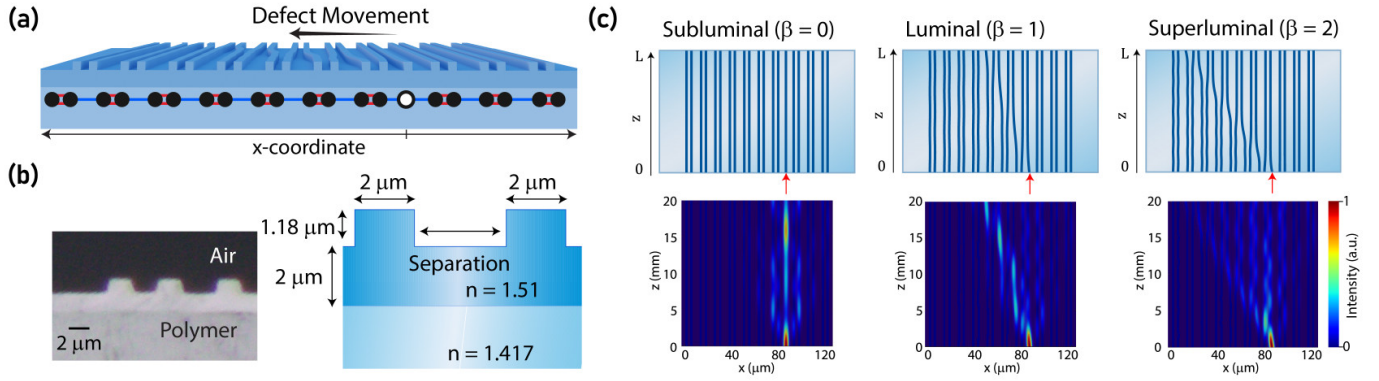 (a)
Defect Movement
x-coordinate
(b)
Air
Polymer
2 μm
2 μm
2 μm
1.18 μm
2 μm
Separation
n = 1.51
n = 1.417
(c)
Subluminal (β = 0)
Luminal (β = 1)
Superluminal (β = 2)
L
z
0
L
z
0
L
z
0
20
15
10
5
0
z (mm)
0
40
80
120
x (μm)
20
15
10
5
0
z (mm)
0
40
80
120
x (μm)
20
15
10
5
0
z (mm)
0
40
80
120
x (μm)
1
0
Intensity (a.u.)